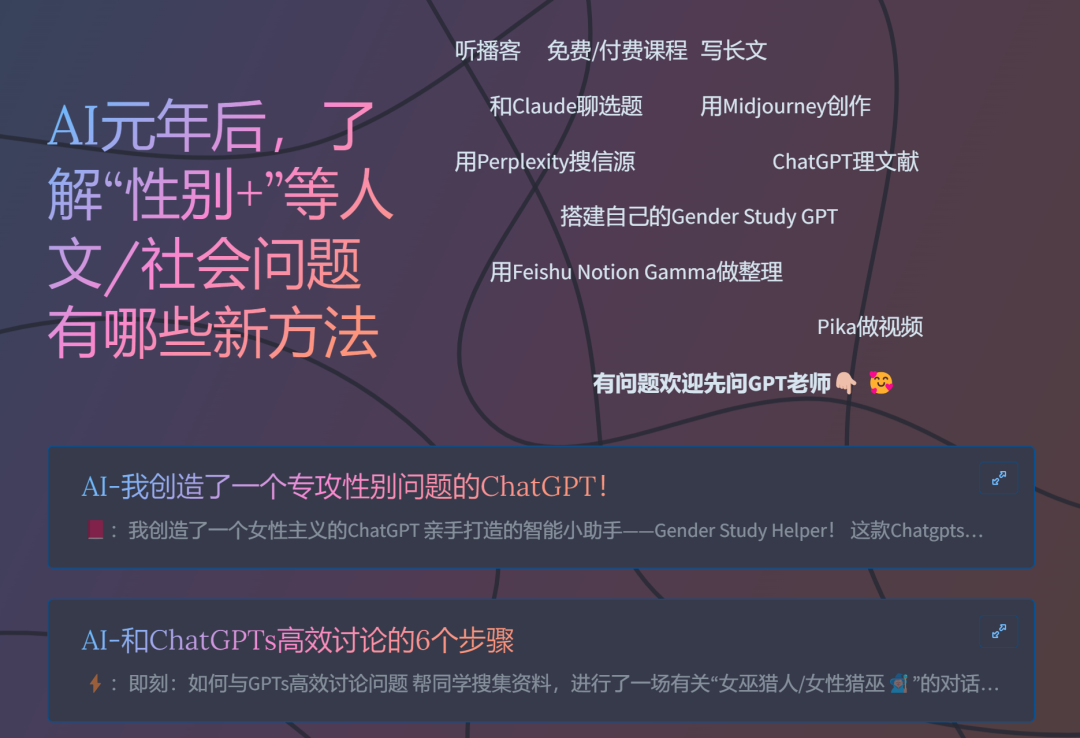 AI元年后，了
解“性别+”等人
文/社会问题
有哪些新方法
听播客 免费/付费课程 写长文
和Claude聊选题 用Midjourney创作
用Perplexity搜信源 ChatGPT理文献
搭建自己的Gender Study GPT
用Feishu Notion Gamma做整理
Pika做视频
有问题欢迎先问GPT老师👇🏼 🥰
AI-我创造了一个专攻性别问题的ChatGPT！
📕：我创造了一个女性主义的ChatGPT 亲手打造的智能小助手——Gender Study Helper！ 这款Chatgpts…
AI-和ChatGPTs高效讨论的6个步骤
⚡：即刻：如何与GPTs高效讨论问题 帮同学搜集资料，进行了一场有关“女巫猎人/女性猎巫 ”的对话…